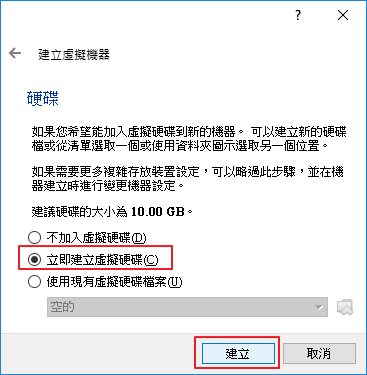 ?
建立虛擬機器
硬碟
如果您希望能加入虛擬硬碟到新的機器。 可以建立新的硬碟
檔或從清單選取一個或使用資料夾圖示選取另一個位置。
如果需要更多複雜存放裝置設定，可以略過此步驟，並在機
器建立時進行變更機器設定。
建議硬碟的大小為 10.00 GB。
不加入虛擬硬碟(D)
立即建立虛擬硬碟(C)
使用現有虛擬硬碟檔案(U)
空的
建立
取消